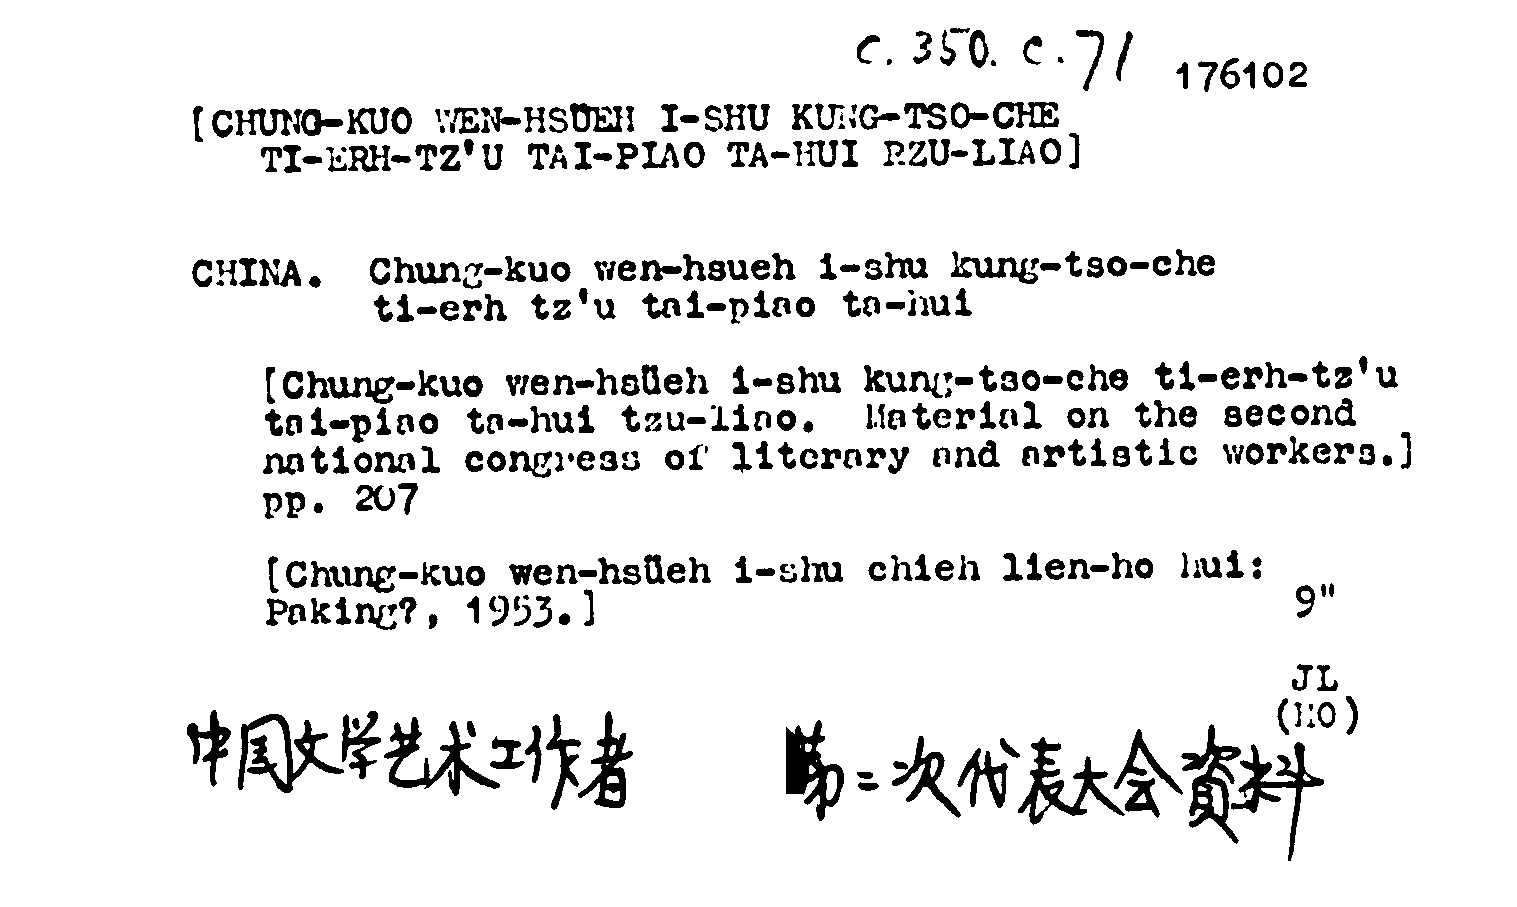 c. 350. c. 71 176102
[CHUNG-KUO WEN-HSÜEH I-SHU KUNG-TSO-CHE
TI-ERH-TZ'U TAI-PIAO TA-HUI RZU-LIAO]
CHINA. Chung-kuo wen-hsueh i-shu kung-tso-che
ti-erh tz'u tai-piao ta-hui
[Chung-kuo wen-hsüeh i-shu kung-tso-che ti-erh-tz'u
tai-piao ta-hui tzu-liao. Material on the second
national congress of literary and artistic workers.]
pp. 207
[Chung-kuo wen-hsüeh i-shu chieh lien-ho hui:
Paking?, 1953.] 9"
JL
(HO)
中国文学艺术工作者 第二次代表大会資料